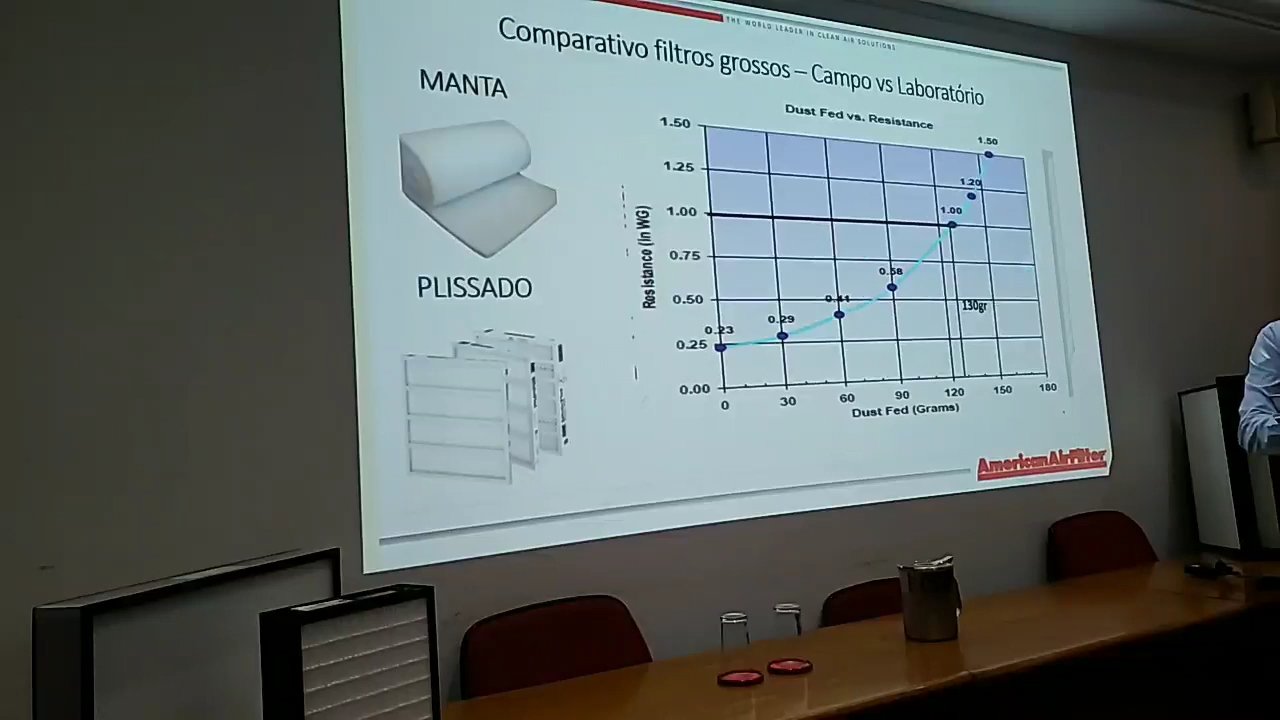 THE WORLD LEADER IN CLEAN AIR SOLUTIONS
Comparativo filtros grossos – Campo vs Laboratório
MANTA
PLISSADO
Dust Fed vs. Resistance
Resistance (in WG)
1.50
1.25
1.00
0.75
0.50
0.25
0.00
0.23
0.29
0.41
0.58
1.00
1.20
1.50
130gr
0
30
60
90
120
150
180
Dust Fed (Grams)
AmericanAirFilter